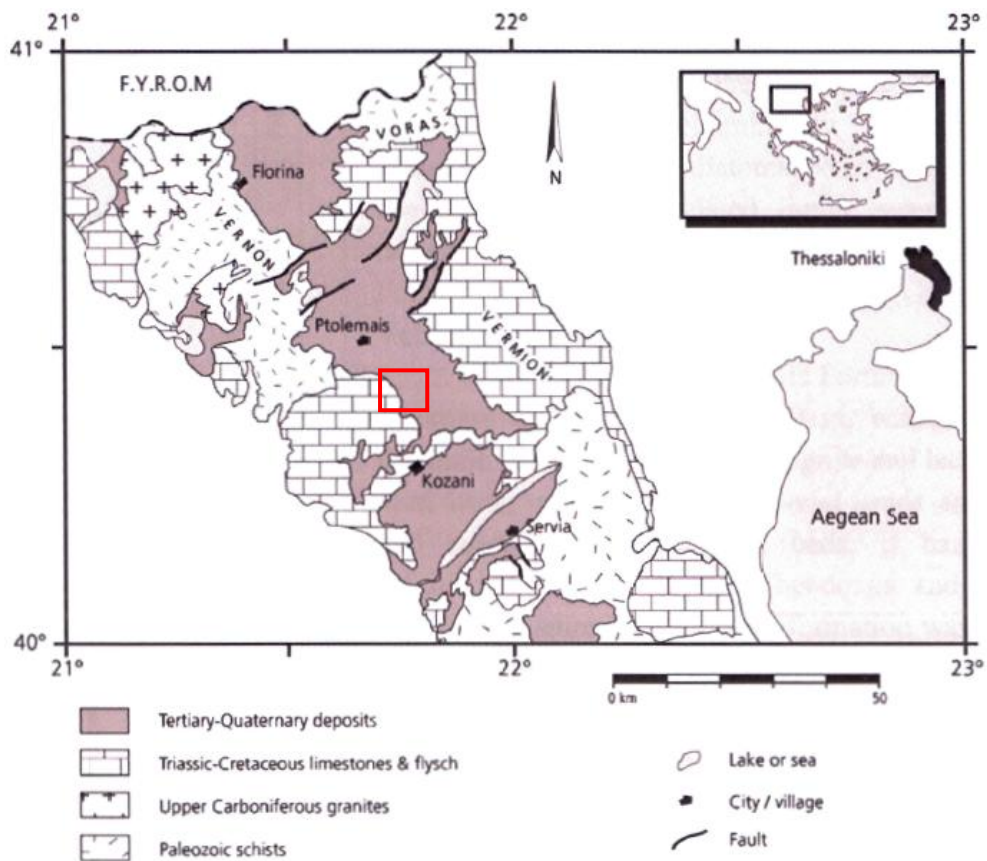 21°
22°
23°
41°
F.Y.R.O.M
VORAS
Florina
N
VERNON
Thessaloniki
Ptolemais
VERMION
Kozani
Aegean Sea
Servia
40°
21°
22°
23°
0 km
50
Tertiary-Quaternary deposits
Triassic-Cretaceous limestones & flysch
Lake or sea
Upper Carboniferous granites
City / village
Paleozoic schists
Fault